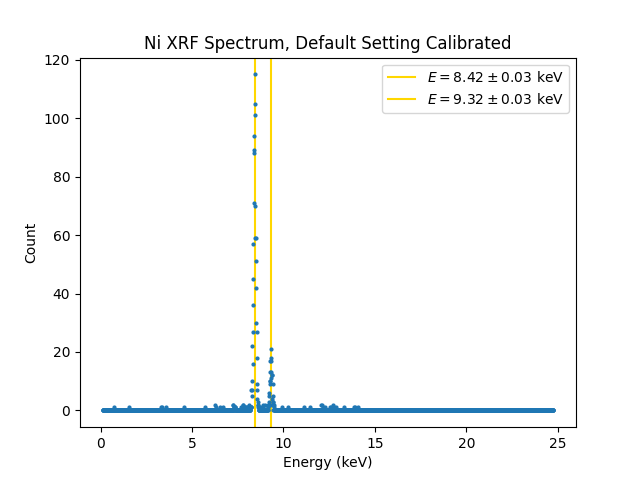 Ni XRF Spectrum, Default Setting Calibrated
120
100
80
60
40
20
0
Count
E = 8.42 ± 0.03 keV
E = 9.32 ± 0.03 keV
0 5 10 15 20 25
Energy (keV)